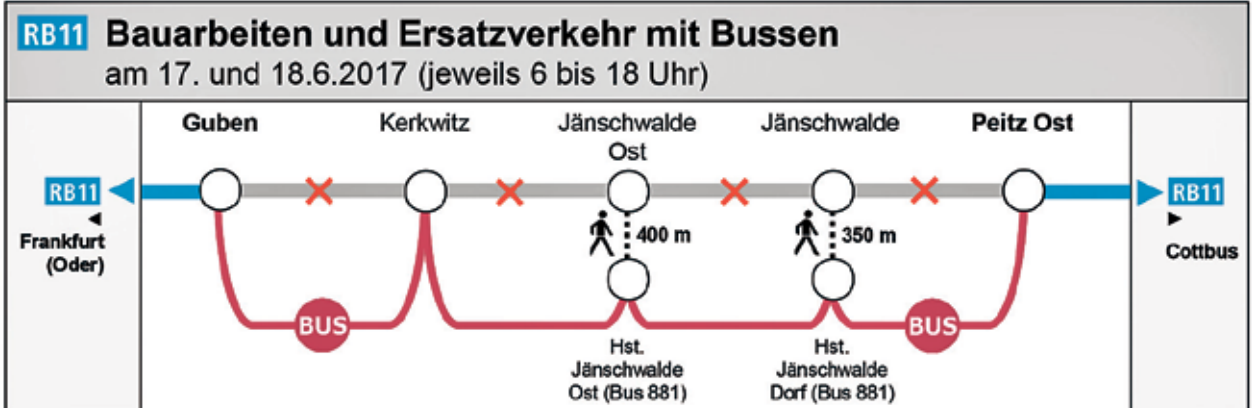 RB11 Bauarbeiten und Ersatzverkehr mit Bussen
am 17. und 18.6.2017 (jeweils 6 bis 18 Uhr)
Guben
Kerkwitz
Jänschwalde
Ost
Jänschwalde
Peitz Ost
RB11
Frankfurt
(Oder)
400 m
350 m
RB11
Cottbus
BUS
BUS
Hst.
Jänschwalde
Ost (Bus 881)
Hst.
Jänschwalde
Dorf (Bus 881)